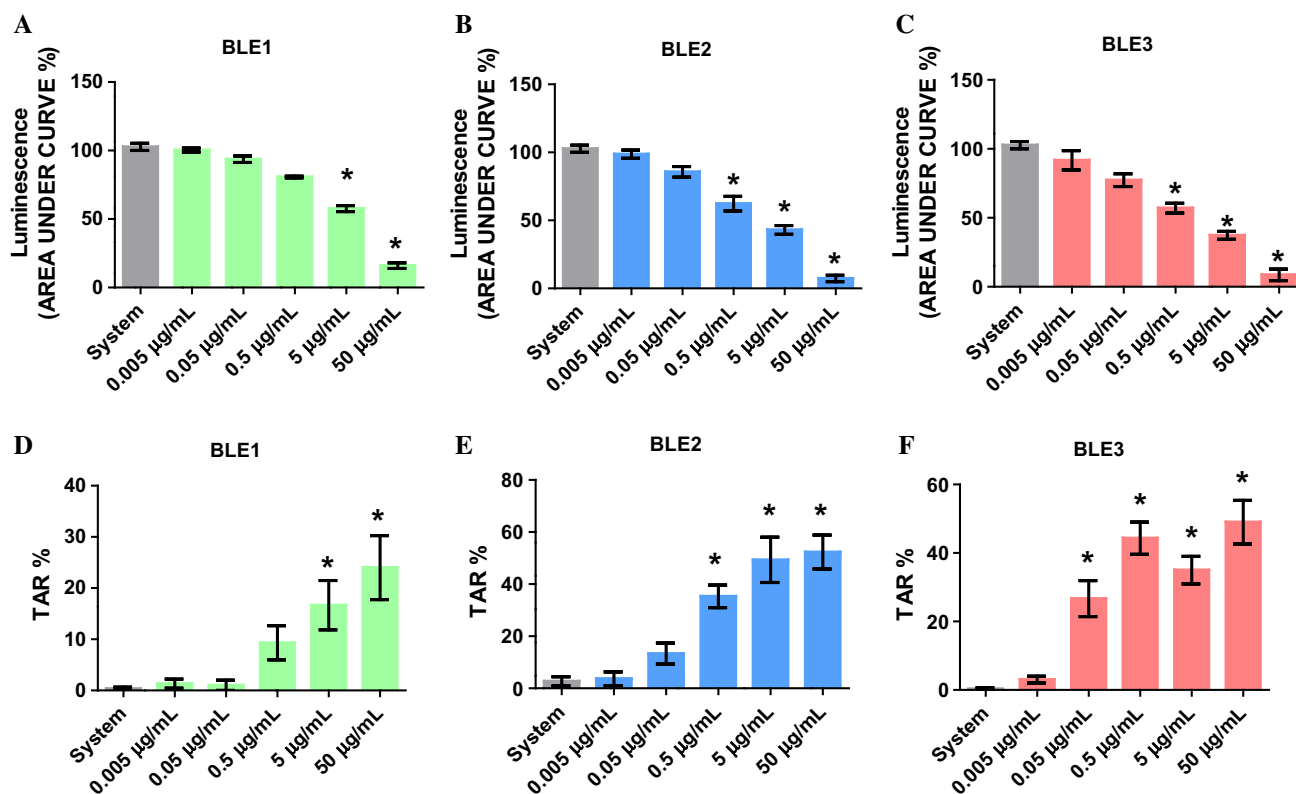 A
BLE1
Luminescence
(AREA UNDER CURVE %)
150
100
50
0
*
*
System
0.005 µg/mL
0.05 µg/mL
0.5 µg/mL
5 µg/mL
50 µg/mL
B
BLE2
Luminescence
(AREA UNDER CURVE %)
150
100
50
0
*
*
*
System
0.005 µg/mL
0.05 µg/mL
0.5 µg/mL
5 µg/mL
50 µg/mL
C
BLE3
Luminescence
(AREA UNDER CURVE %)
150
100
50
0
*
*
*
System
0.005 µg/mL
0.05 µg/mL
0.5 µg/mL
5 µg/mL
50 µg/mL
D
BLE1
TAR %
40
30
20
10
0
*
*
System
0.005 µg/mL
0.05 µg/mL
0.5 µg/mL
5 µg/mL
50 µg/mL
E
BLE2
TAR %
80
60
40
20
0
*
*
*
System
0.005 µg/mL
0.05 µg/mL
0.5 µg/mL
5 µg/mL
50 µg/mL
F
BLE3
TAR %
60
40
20
0
*
*
*
*
System
0.005 µg/mL
0.05 µg/mL
0.5 µg/mL
5 µg/mL
50 µg/mL